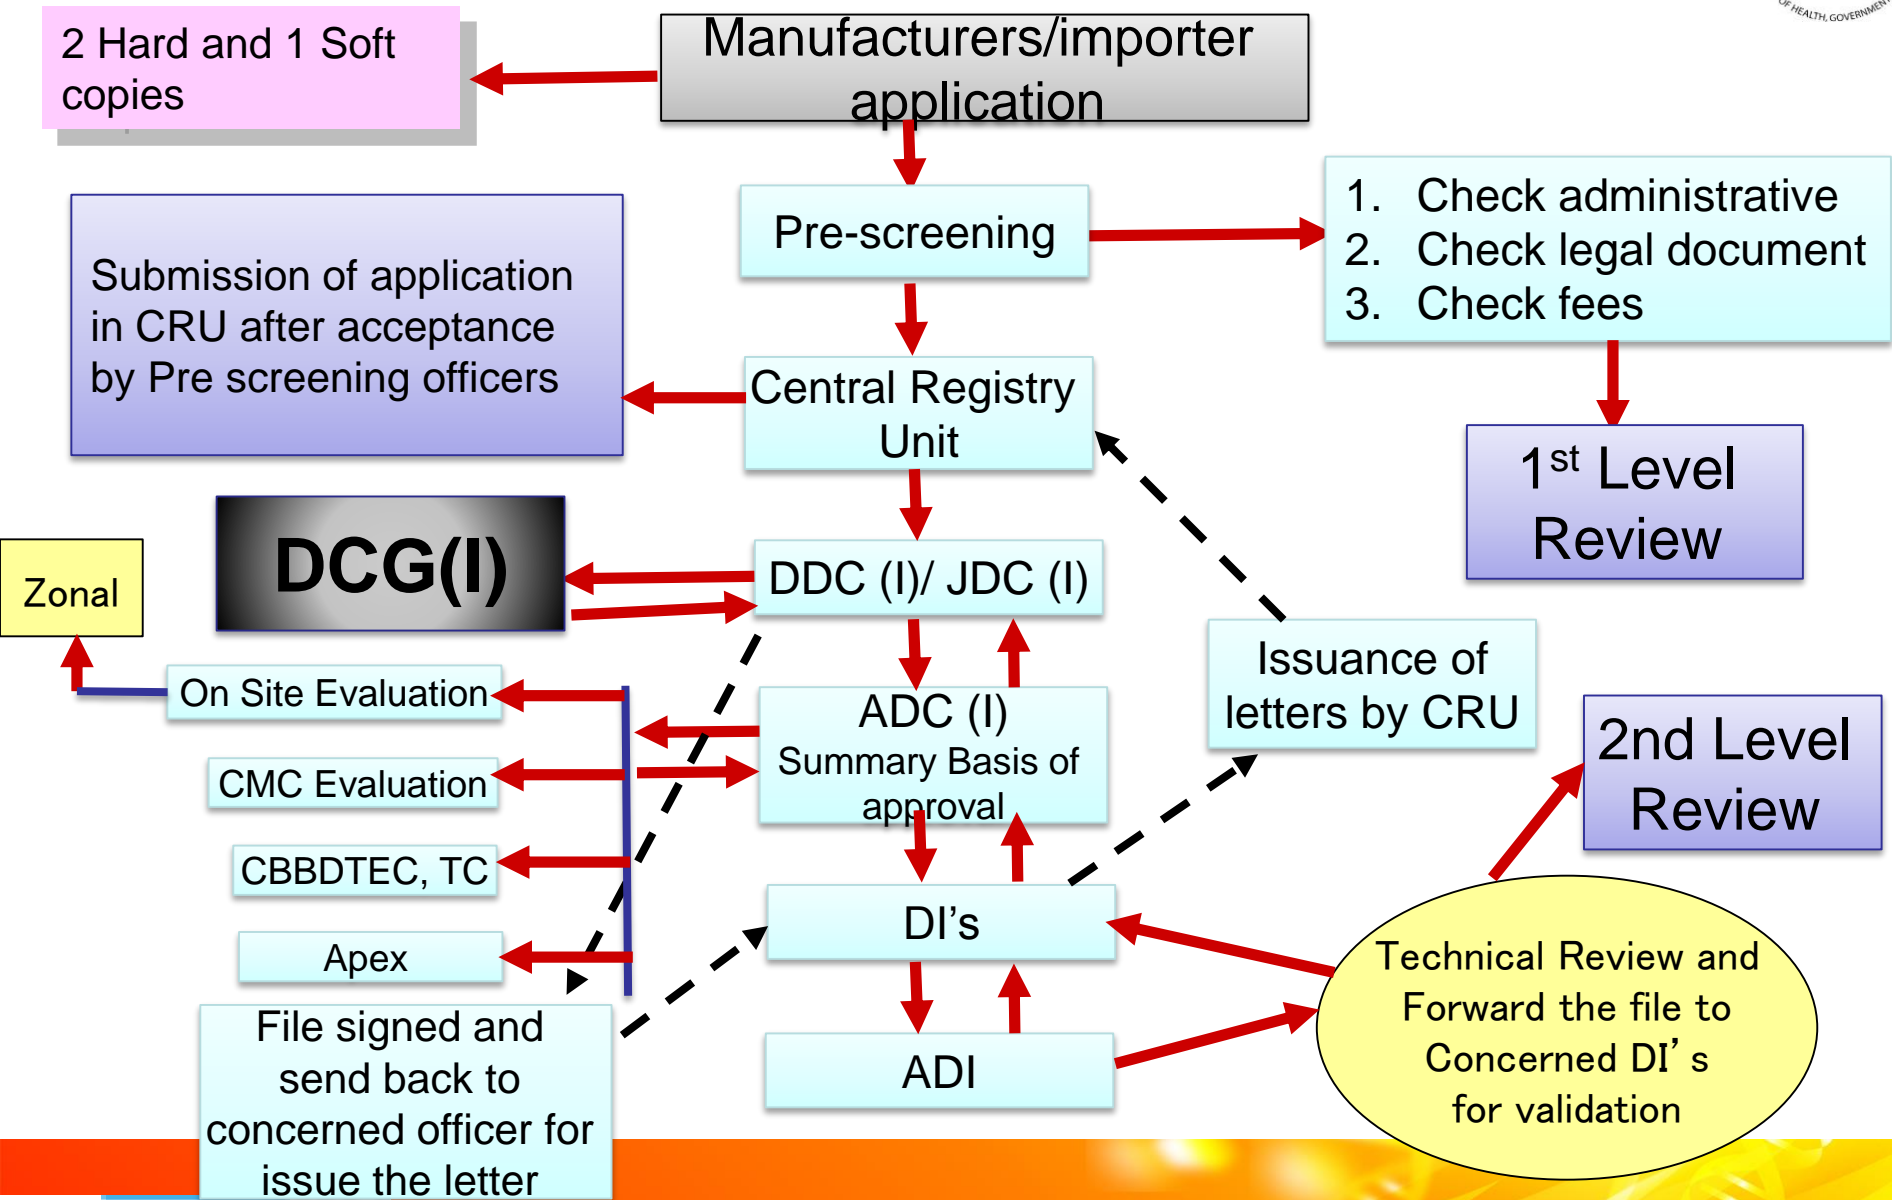 OF HEALTH, GOVERNMENT
2 Hard and 1 Soft
copies
Manufacturers/importer
application
Pre-screening
1. Check administrative
2. Check legal document
3. Check fees
Submission of application
in CRU after acceptance
by Pre screening officers
Central Registry
Unit
1st Level
Review
DCG(I)
DDC (I)/ JDC (I)
Zonal
On Site Evaluation
ADC (I)
Summary Basis of
approval
Issuance of
letters by CRU
2nd Level
Review
CMC Evaluation
CBBDTEC, TC
DI's
Apex
Technical Review and
Forward the file to
Concerned DI's
for validation
File signed and
send back to
concerned officer for
issue the letter
ADI